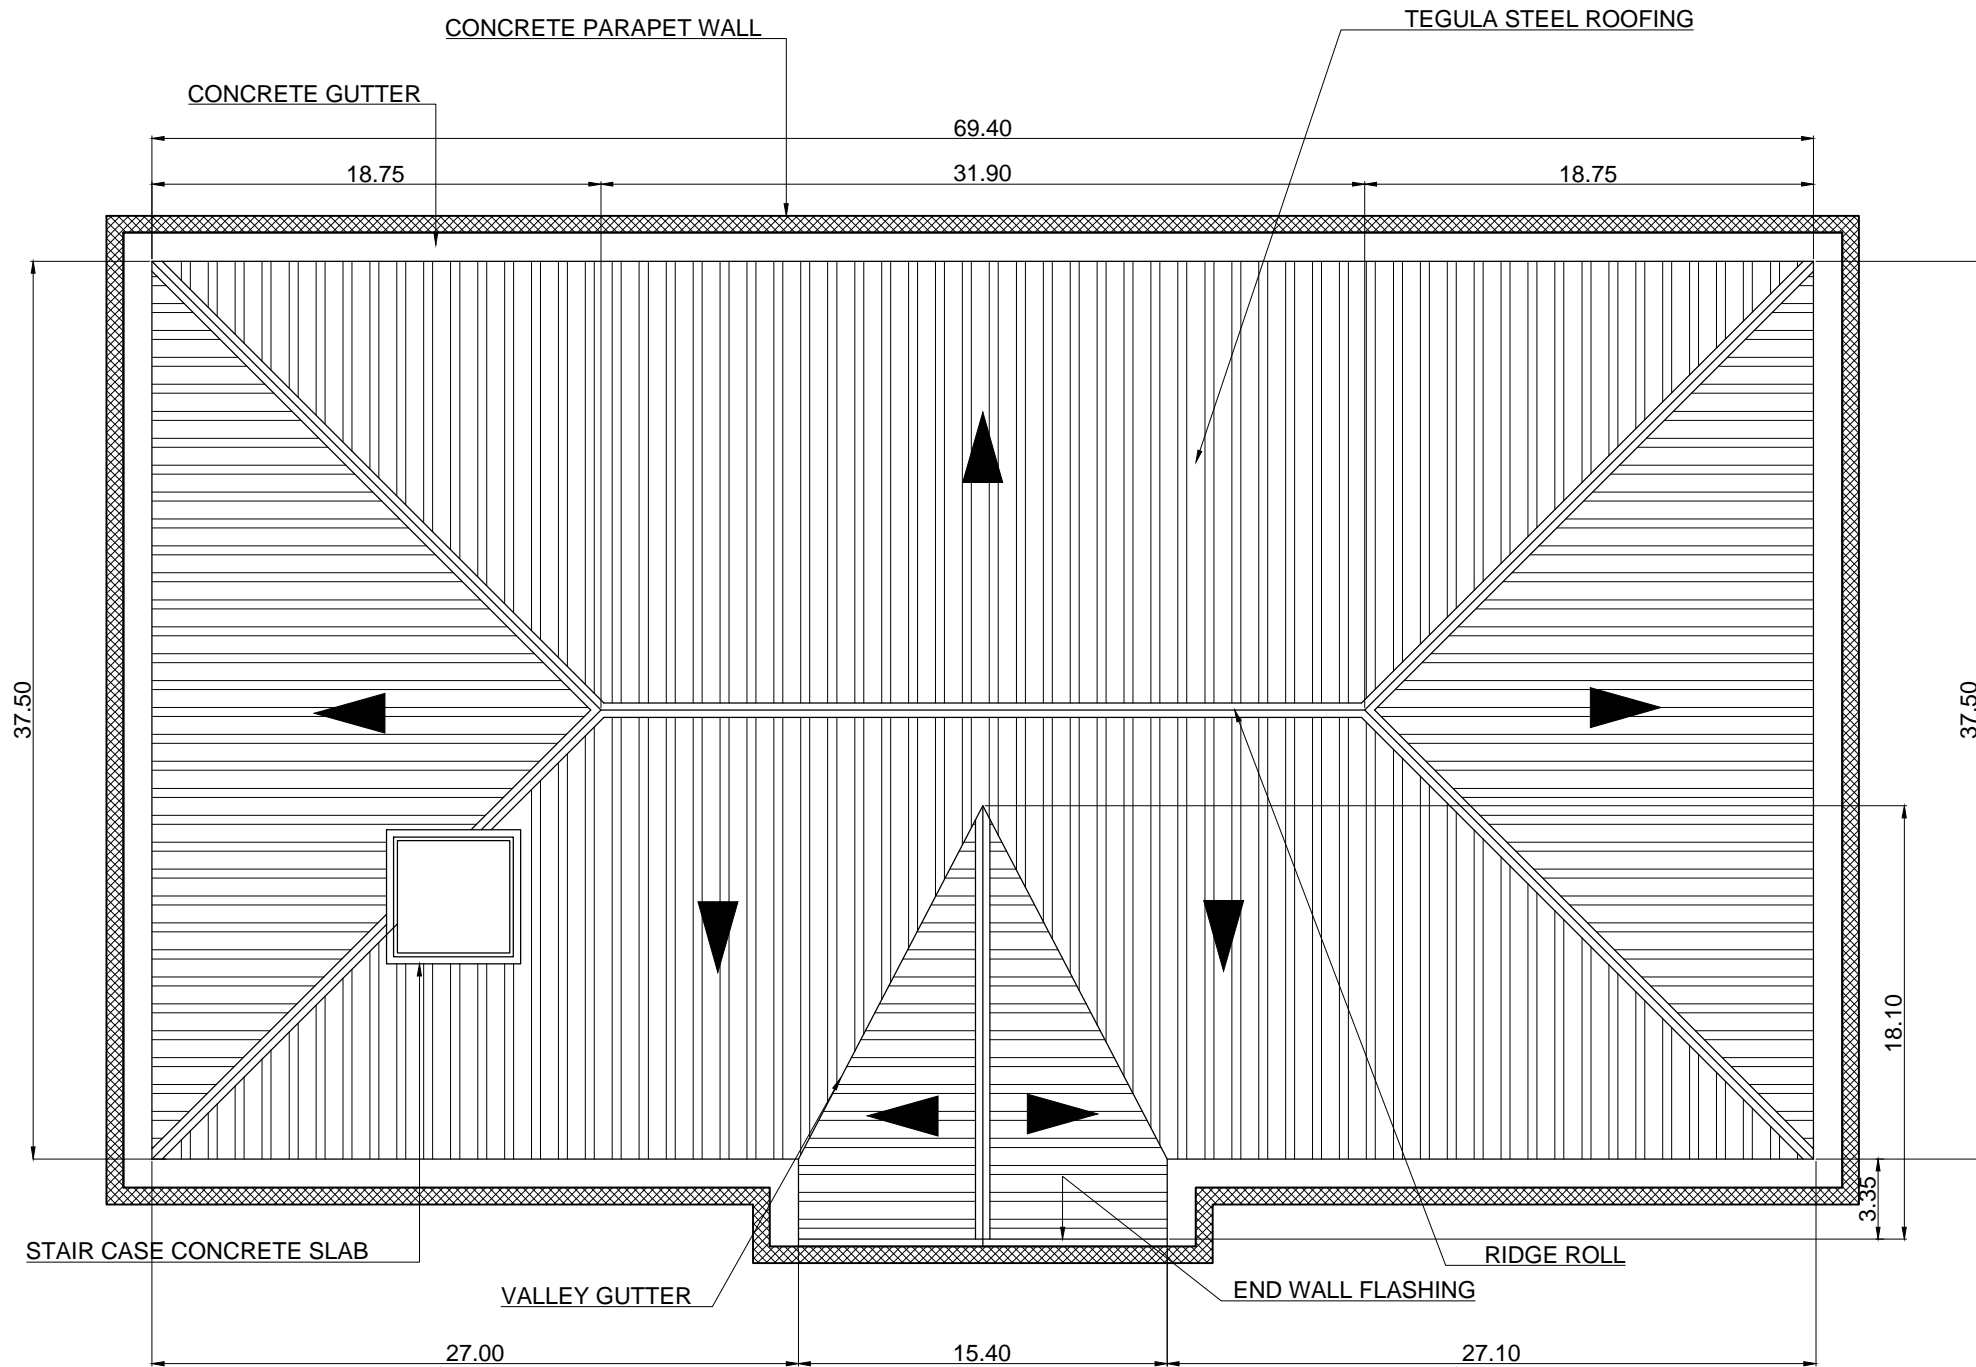 TEGULA STEEL ROOFING
CONCRETE PARAPET WALL
CONCRETE GUTTER
69.40
18.75
31.90
18.75
37.50
37.50
18.10
3.35
STAIR CASE CONCRETE SLAB
RIDGE ROLL
VALLEY GUTTER
END WALL FLASHING
27.00
15.40
27.10